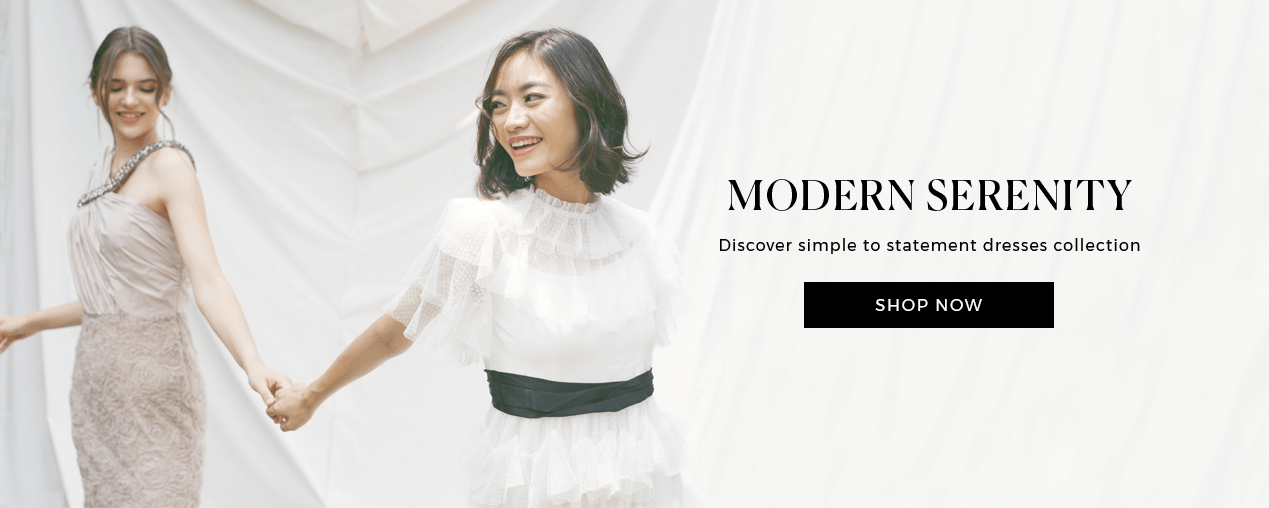 MODERN SERENITY
Discover simple to statement dresses collection
SHOP NOW